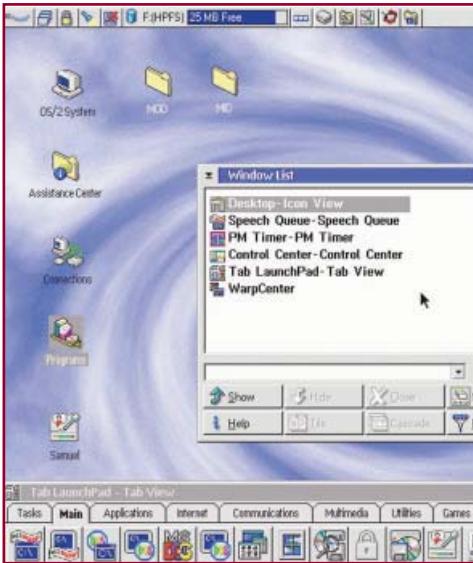 F:(HPFS) 25 MB Free
OS/2 System
MOD
MID
Assistance Center
Connections
Programs
Samuel
Window List
Desktop - Icon View
Speech Queue - Speech Queue
PM Timer - PM Timer
Control Center - Control Center
Tab LaunchPad - Tab View
WarpCenter
Show
Hide
Close
Help
Tile
Cascade
Tab LaunchPad - Tab View
Tasks
Main
Applications
Internet
Communications
Multimedia
Utilities
Games